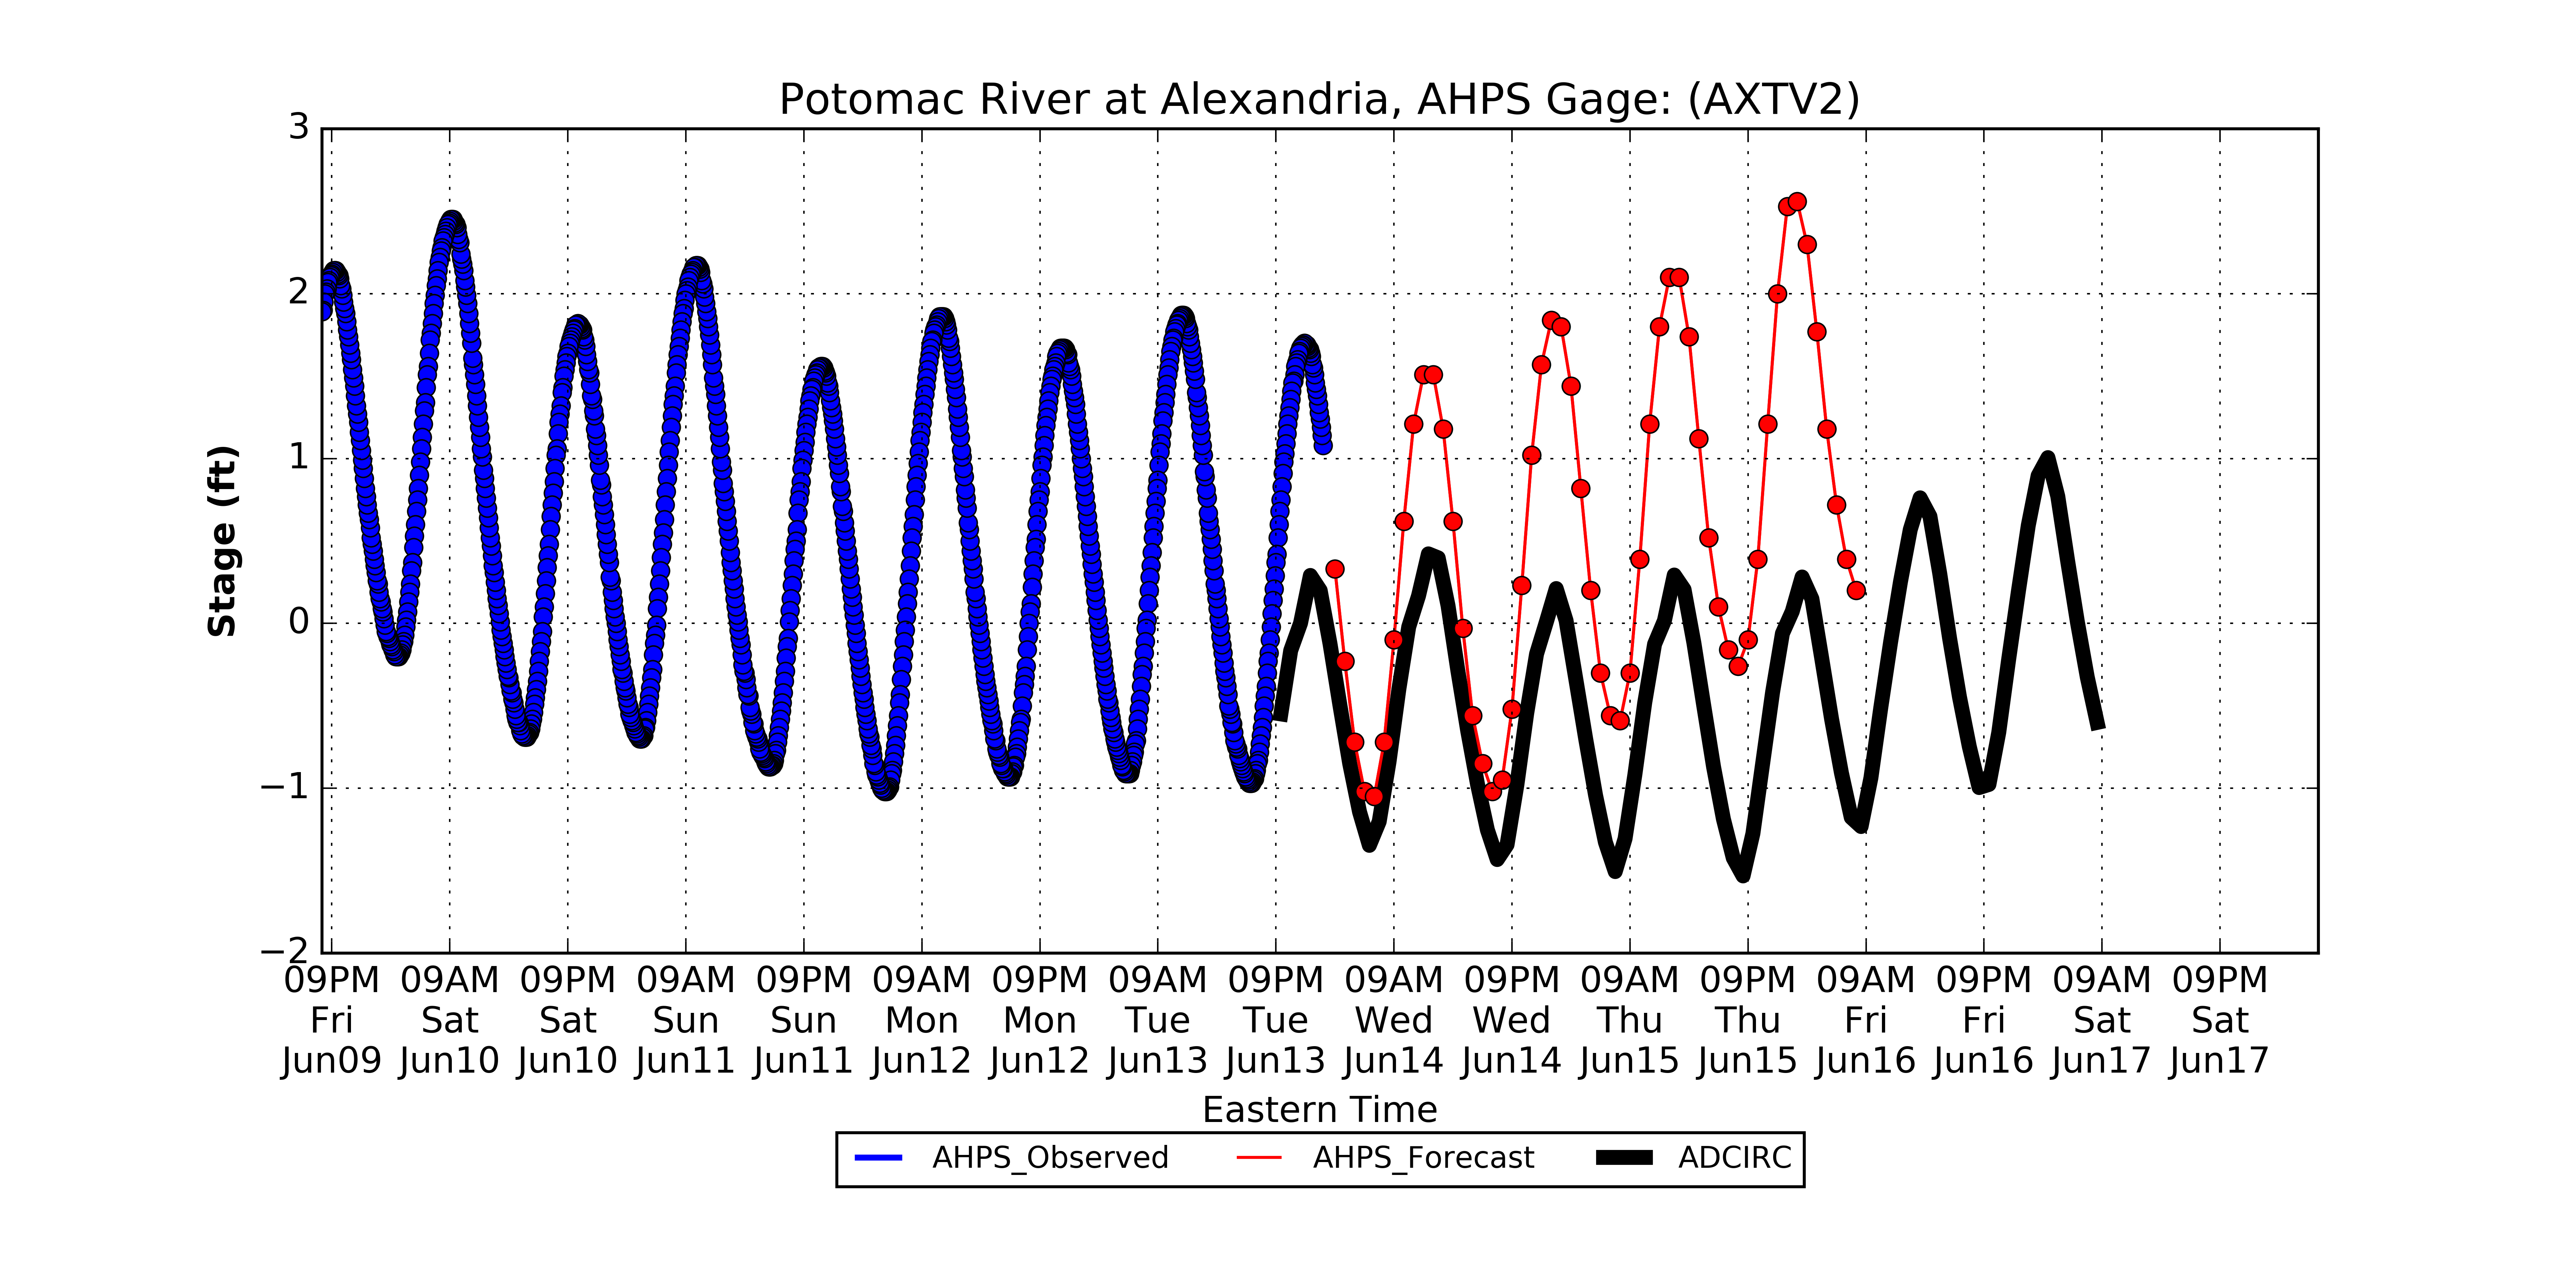 Potomac River at Alexandria, AHPS Gage: (AXTV2)
3
2
1
0
−1
−2
Stage (ft)
09PM 09AM 09PM 09AM 09PM 09AM 09PM 09AM 09PM 09AM 09PM 09AM 09PM 09AM 09PM 09AM 09PM
Fri Sat Sat Sun Sun Mon Mon Tue Tue Wed Wed Thu Thu Fri Fri Sat Sat
Jun09 Jun10 Jun10 Jun11 Jun11 Jun12 Jun12 Jun13 Jun13 Jun14 Jun14 Jun15 Jun15 Jun16 Jun16 Jun17 Jun17
Eastern Time
AHPS_Observed AHPS_Forecast ADCIRC